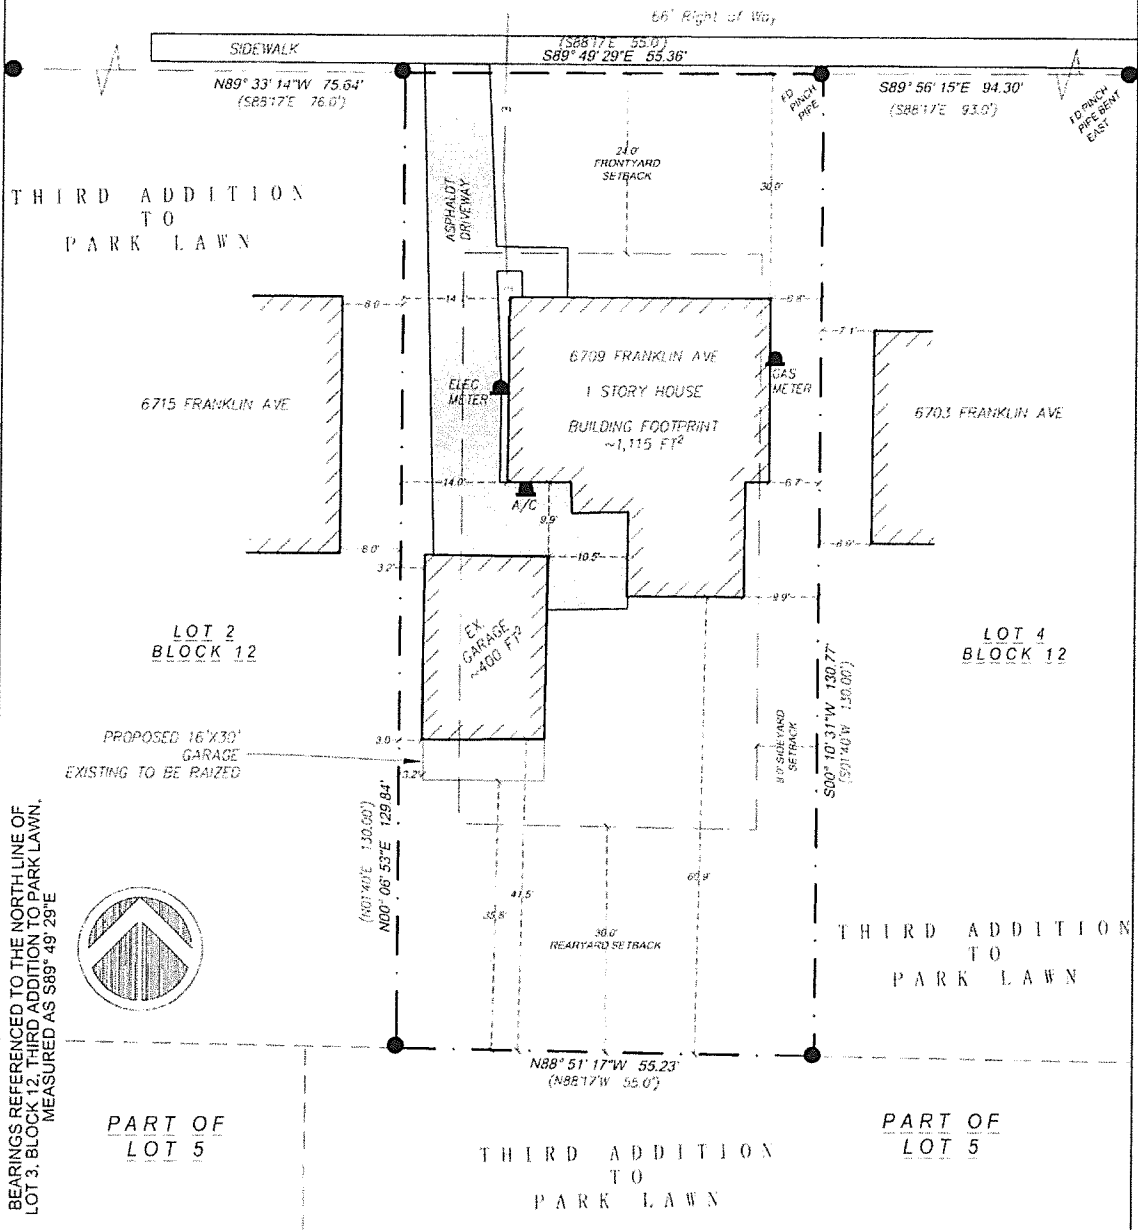 66' Right of Way
SIDEWALK
(S88°17'E 55.0')
S89° 49' 29"E 55.36'
N89° 33' 14"W 75.64'
(S88°17'E 76.0')
S89° 56' 15"E 94.30'
(S88°17'E 93.0')
FD
PINCH
PIPE
FD PINCH
PIPE BENT
EAST
THIRD ADDITION
TO
PARK LAWN
ASPHALDT
DRIVEWAY
FRONTYARD
SETBACK
30.0'
6709 FRANKLIN AVE
1 STORY HOUSE
BUILDING FOOTPRINT
~1,115 FT²
ELEC
METER
GAS
METER
6715 FRANKLIN AVE
6703 FRANKLIN AVE
7.1'
14.0'
6.7'
A/C
9.9'
8.0'
3.2'
10.5'
9.9'
EX.
GARAGE
~400 FT²
LOT 2
BLOCK 12
LOT 4
BLOCK 12
PROPOSED 16'X30'
GARAGE
EXISTING TO BE RAIZED
3.0'
3.2'
8.0' SIDEYARD
SETBACK
S00° 10' 31"W 130.77'
(S01°40'W 130.00')
(N01°40'E 130.00')
N00° 06' 53"E 129.84'
35.8'
41.5'
60.9'
30.0'
REARYARD SETBACK
BEARINGS REFERENCED TO THE NORTH LINE OF
LOT 3, BLOCK 12, THIRD ADDITION TO PARK LAWN,
MEASURED AS S89° 49' 29"E
THIRD ADDITION
TO
PARK LAWN
N88° 51' 17"W 55.23'
(N88°17'W 55.0')
PART OF
LOT 5
PART OF
LOT 5
THIRD ADDITION
TO
PARK LAWN